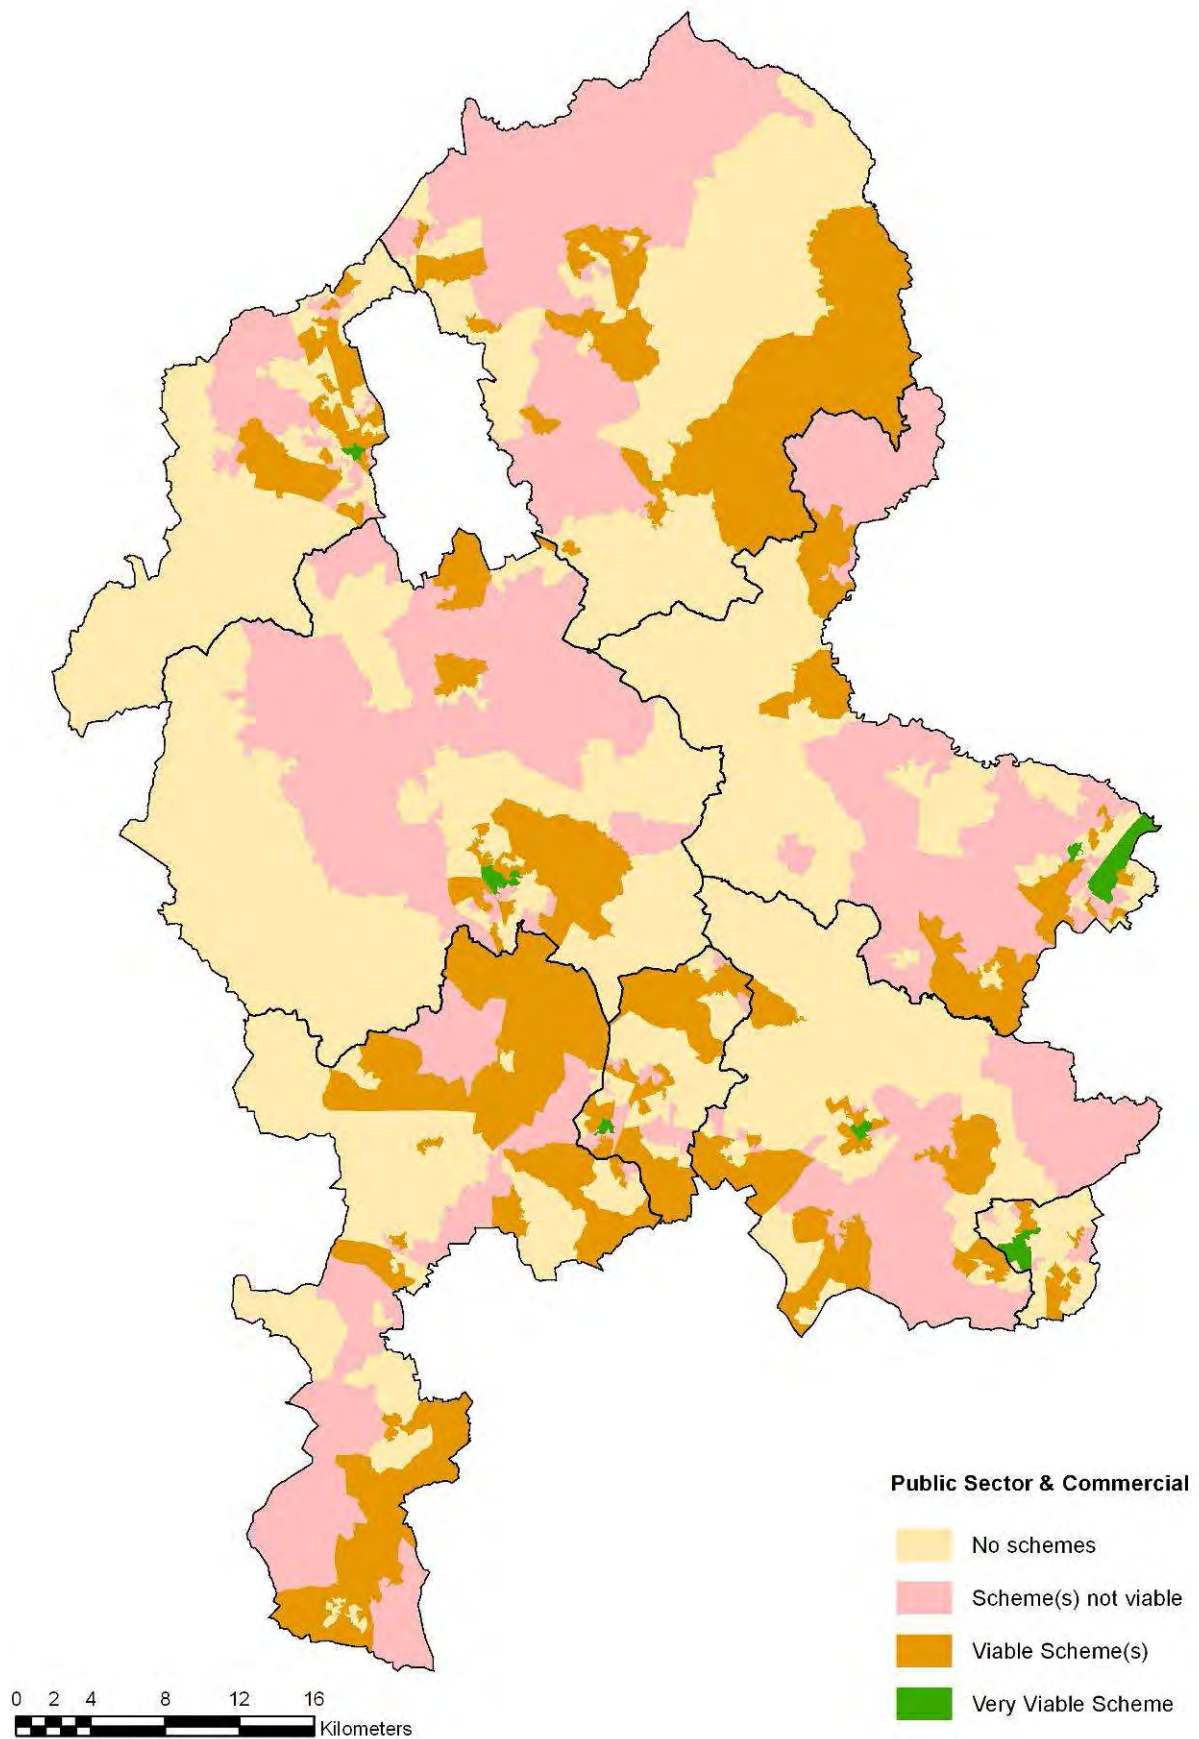 Public Sector & Commercial
No schemes
Scheme(s) not viable
Viable Scheme(s)
Very Viable Scheme
0 2 4 8 12 16
Kilometers